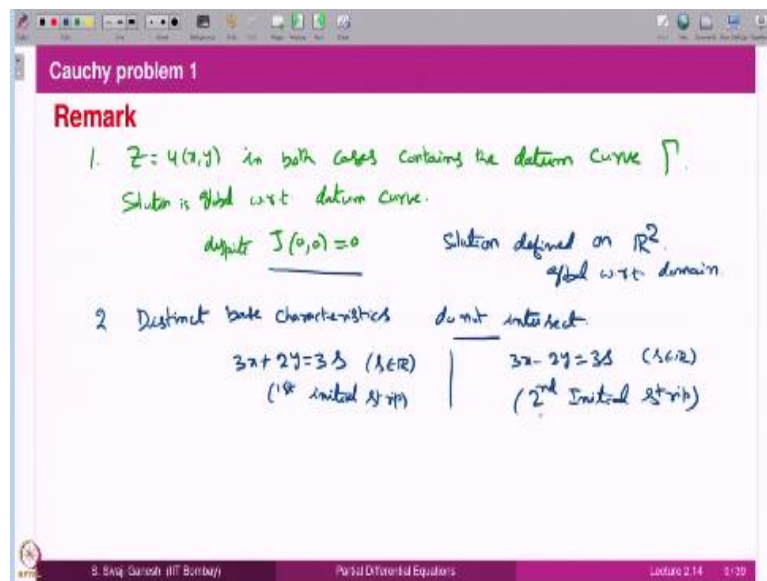 Cauchy problem 1
Remark
1. Z = u(x,y) in both cases contains the datum curve Γ.
Solution is global w.r.t datum curve.
despite J(0,0) = 0 Solution defined on ℝ².
global w.r.t. domain
2 Distinct base characteristics do not intersect.
3x + 2y = 3s (s∈ℝ) | 3x - 2y = 3s (s∈ℝ)
(1st initial strip) (2nd Initial strip)
S. Sivaji Ganesh (IIT Bombay) Partial Differential Equations Lecture 2.14